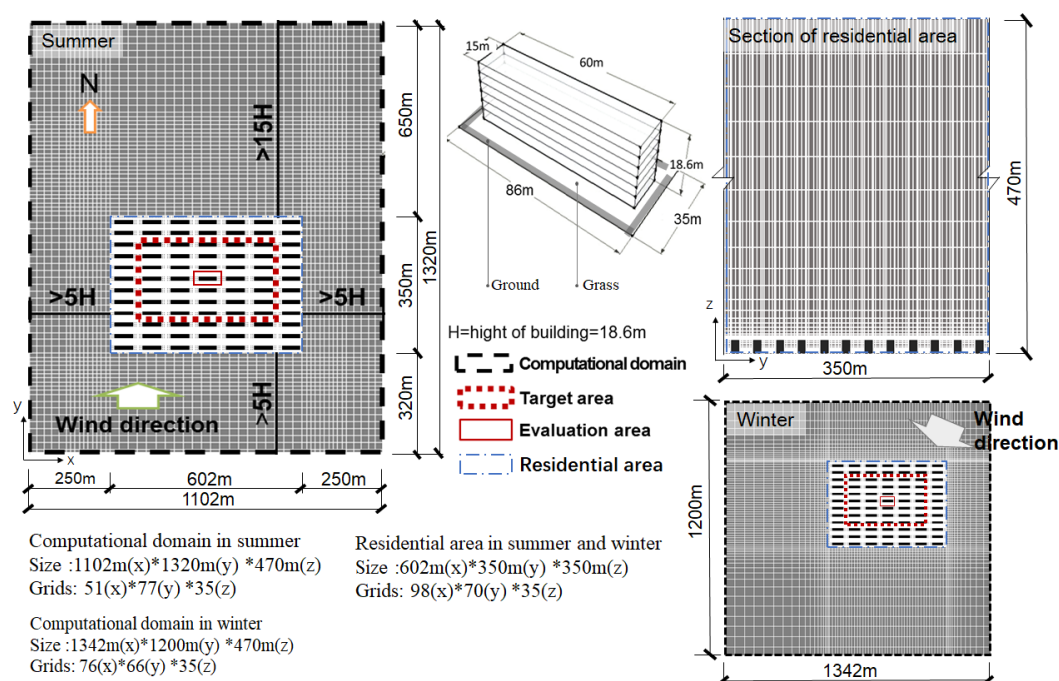 Summer
N
>15H
>5H
>5H
>5H
Wind direction
y
x
650m
350m
320m
1320m
250m
602m
250m
1102m
15m
60m
18.6m
86m
35m
Ground
Grass
H=hight of building=18.6m
Computational domain
Target area
Evaluation area
Residential area
Section of residential area
z
y
470m
350m
Winter
Wind
direction
1200m
1342m
Computational domain in summer
Size :1102m(x)*1320m(y) *470m(z)
Grids: 51(x)*77(y) *35(z)
Residential area in summer and winter
Size :602m(x)*350m(y) *350m(z)
Grids: 98(x)*70(y) *35(z)
Computational domain in winter
Size :1342m(x)*1200m(y) *470m(z)
Grids: 76(x)*66(y) *35(z)